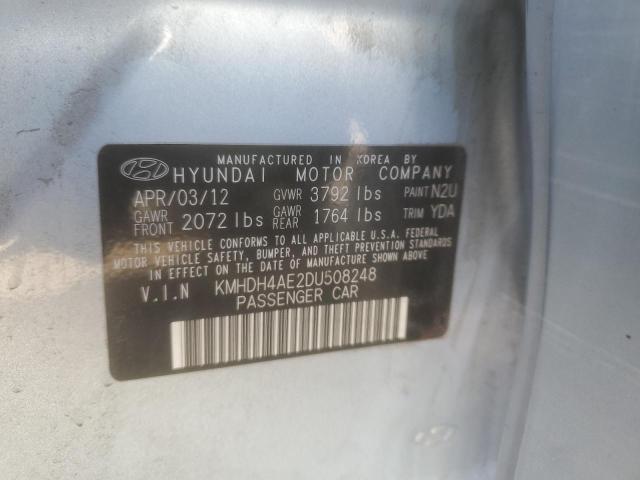 MANUFACTURED IN KOREA BY
HYUNDAI MOTOR COMPANY
APR/03/12 GVWR 3792 lbs PAINT N2U
GAWR FRONT 2072 lbs GAWR REAR 1764 lbs TRIM YDA
THIS VEHICLE CONFORMS TO ALL APPLICABLE U.S.A. FEDERAL
MOTOR VEHICLE SAFETY, BUMPER, AND THEFT PREVENTION STANDARDS
IN EFFECT ON THE DATE OF MANUFACTURE SHOWN ABOVE.
V.I.N KMHDH4AE2DU508248
PASSENGER CAR